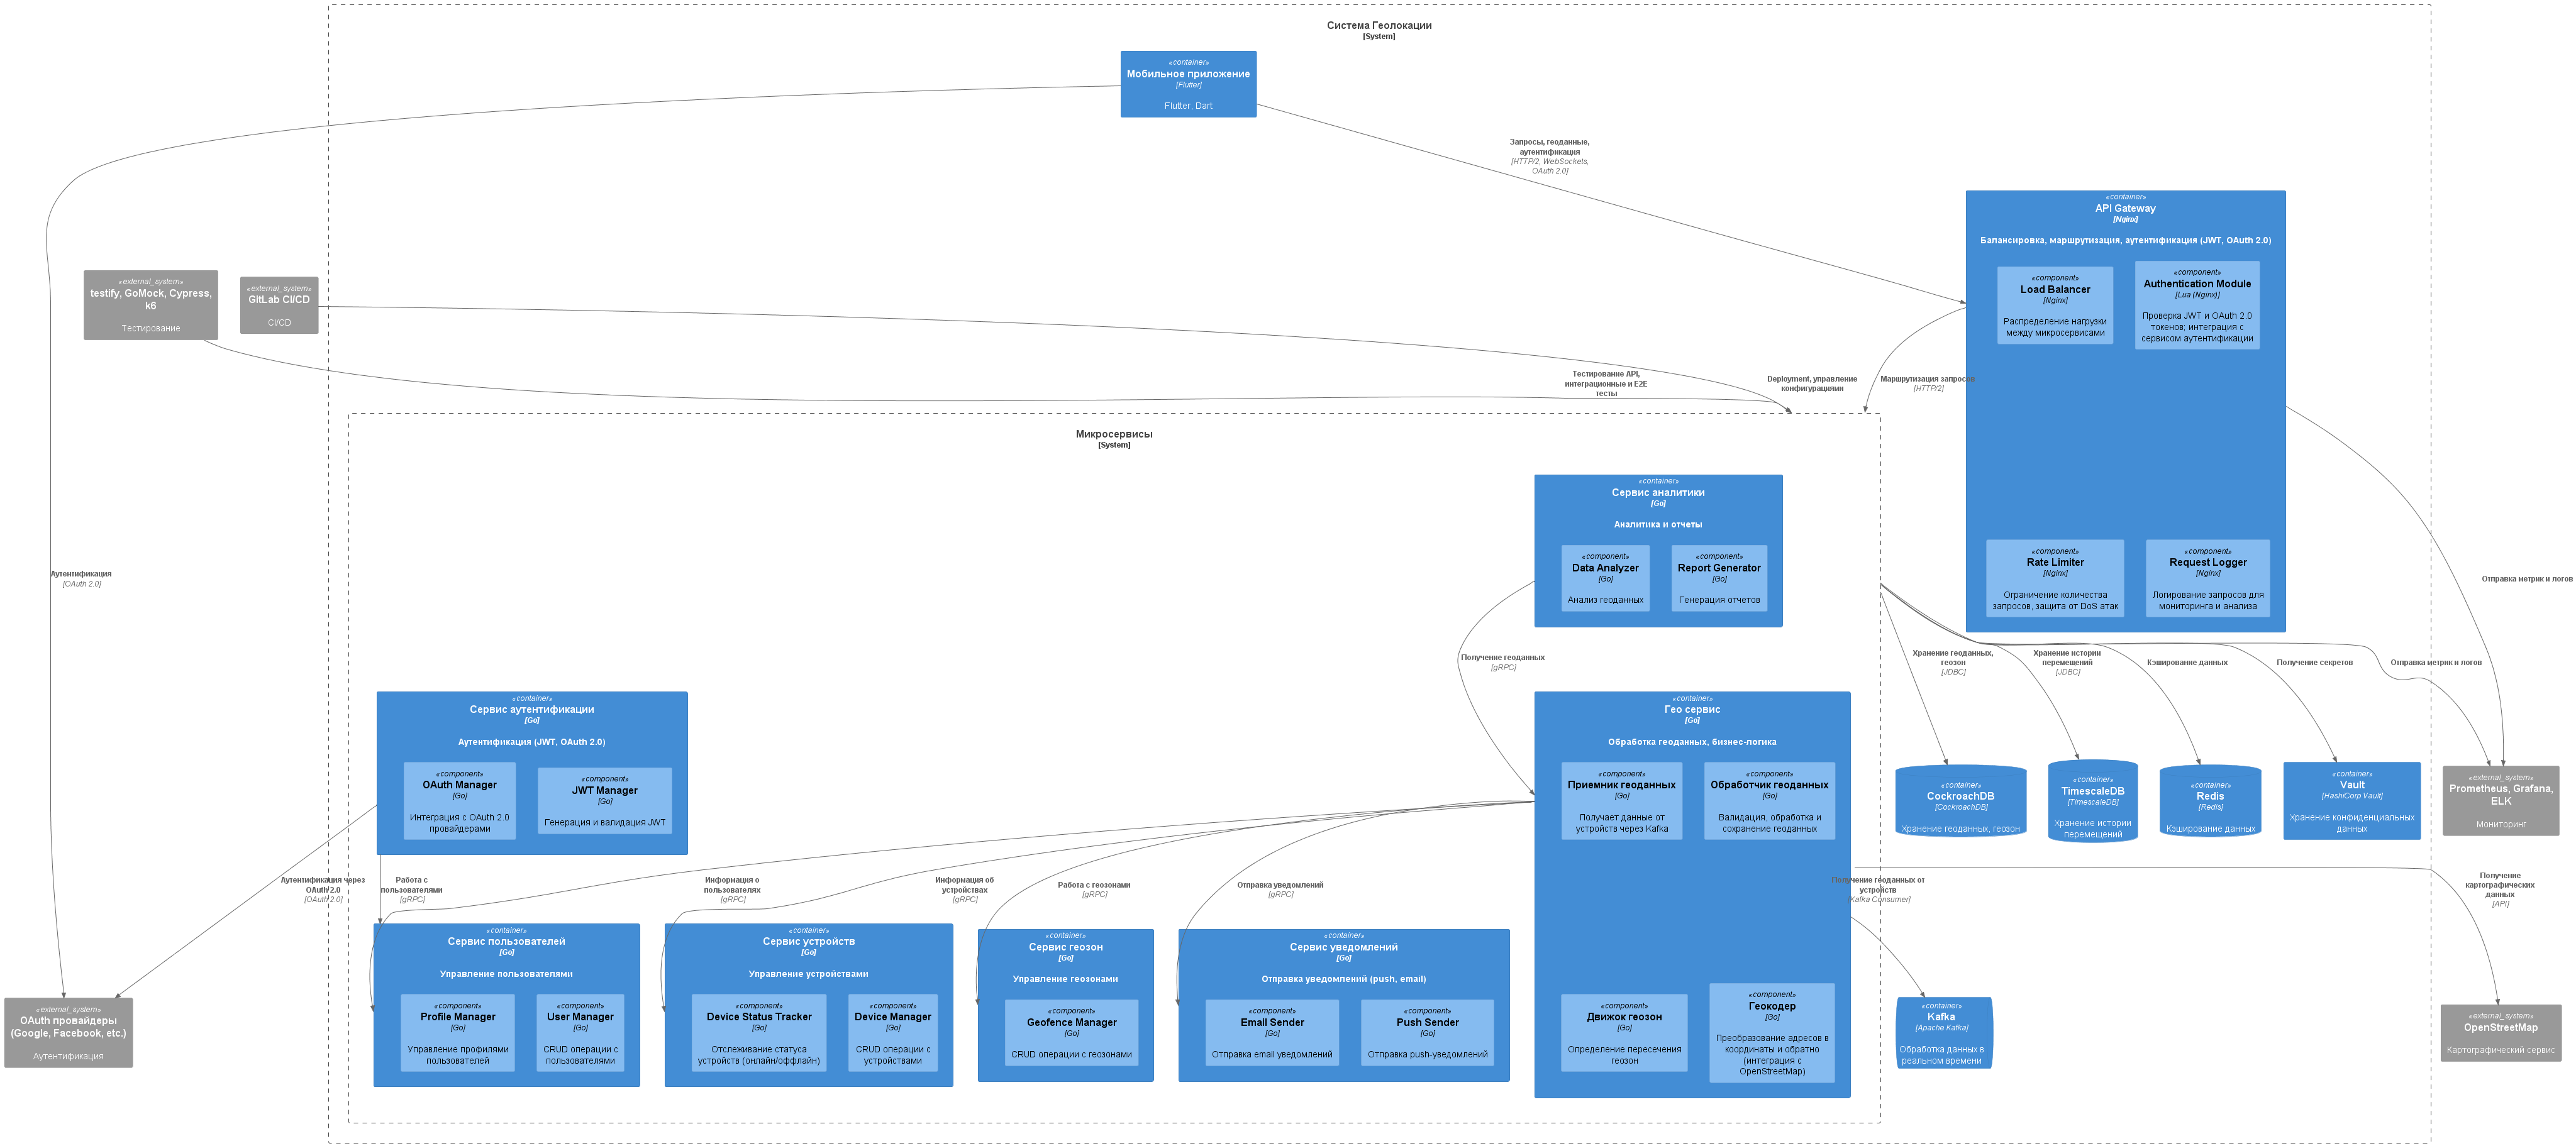 Система Геолокации
[System]
«container»
Мобильное приложение
[Flutter]
Flutter, Dart
Запросы, геоданные,
аутентификация
[HTTP/2, WebSockets,
OAuth 2.0]
«container»
API Gateway
[Nginx]
Балансировка, маршрутизация, аутентификация (JWT, OAuth 2.0)
«component»
Load Balancer
[Nginx]
Распределение нагрузки
между микросервисами
«component»
Authentication Module
[Lua (Nginx)]
Проверка JWT и OAuth 2.0
токенов; интеграция с
сервисом аутентификации
«component»
Rate Limiter
[Nginx]
Ограничение количества
запросов, защита от DoS атак
«component»
Request Logger
[Nginx]
Логирование запросов для
мониторинга и анализа
«external_system»
testify, GoMock, Cypress,
k6
Тестирование
«external_system»
GitLab CI/CD
CI/CD
Тестирование API,
интеграционные и E2E
тесты
Deployment, управление
конфигурациями
Маршрутизация запросов
[HTTP/2]
Микросервисы
[System]
«container»
Сервис аналитики
[Go]
Аналитика и отчеты
«component»
Data Analyzer
[Go]
Анализ геоданных
«component»
Report Generator
[Go]
Генерация отчетов
Аутентификация
[OAuth 2.0]
Отправка метрик и логов
Получение геоданных
[gRPC]
Хранение геоданных,
геозон
[JDBC]
Хранение истории
перемещений
[JDBC]
Кэширование данных
Получение секретов
Отправка метрик и логов
«container»
Сервис аутентификации
[Go]
Аутентификация (JWT, OAuth 2.0)
«component»
OAuth Manager
[Go]
Интеграция с OAuth 2.0
провайдерами
«component»
JWT Manager
[Go]
Генерация и валидация JWT
«container»
Гео сервис
[Go]
Обработка геоданных, бизнес-логика
«component»
Приемник геоданных
[Go]
Получает данные от
устройств через Kafka
«component»
Обработчик геоданных
[Go]
Валидация, обработка и
сохранение геоданных
«component»
Движок геозон
[Go]
Определение пересечения
геозон
«component»
Геокодер
[Go]
Преобразование адресов в
координаты и обратно
(интеграция с
OpenStreetMap)
«container»
CockroachDB
[CockroachDB]
Хранение геоданных, геозон
«container»
TimescaleDB
[TimescaleDB]
Хранение истории
перемещений
«container»
Redis
[Redis]
Кэширование данных
«container»
Vault
[HashiCorp Vault]
Хранение конфиденциальных
данных
«external_system»
Prometheus, Grafana,
ELK
Мониторинг
Аутентификация через
OAuth 2.0
[OAuth 2.0]
Работа с
пользователями
[gRPC]
Информация о
пользователях
[gRPC]
Информация об
устройствах
[gRPC]
Работа с геозонами
[gRPC]
Отправка уведомлений
[gRPC]
Получение геоданных от
устройств
[Kafka Consumer]
Получение
картографических
данных
[API]
«container»
Сервис пользователей
[Go]
Управление пользователями
«component»
Profile Manager
[Go]
Управление профилями
пользователей
«component»
User Manager
[Go]
CRUD операции с
пользователями
«container»
Сервис устройств
[Go]
Управление устройствами
«component»
Device Status Tracker
[Go]
Отслеживание статуса
устройств (онлайн/оффлайн)
«component»
Device Manager
[Go]
CRUD операции с
устройствами
«container»
Сервис геозон
[Go]
Управление геозонами
«component»
Geofence Manager
[Go]
CRUD операции с геозонами
«container»
Сервис уведомлений
[Go]
Отправка уведомлений (push, email)
«component»
Email Sender
[Go]
Отправка email уведомлений
«component»
Push Sender
[Go]
Отправка push-уведомлений
«container»
Kafka
[Apache Kafka]
Обработка данных в
реальном времени
«external_system»
OpenStreetMap
Картографический сервис
«external_system»
OAuth провайдеры
(Google, Facebook, etc.)
Аутентификация